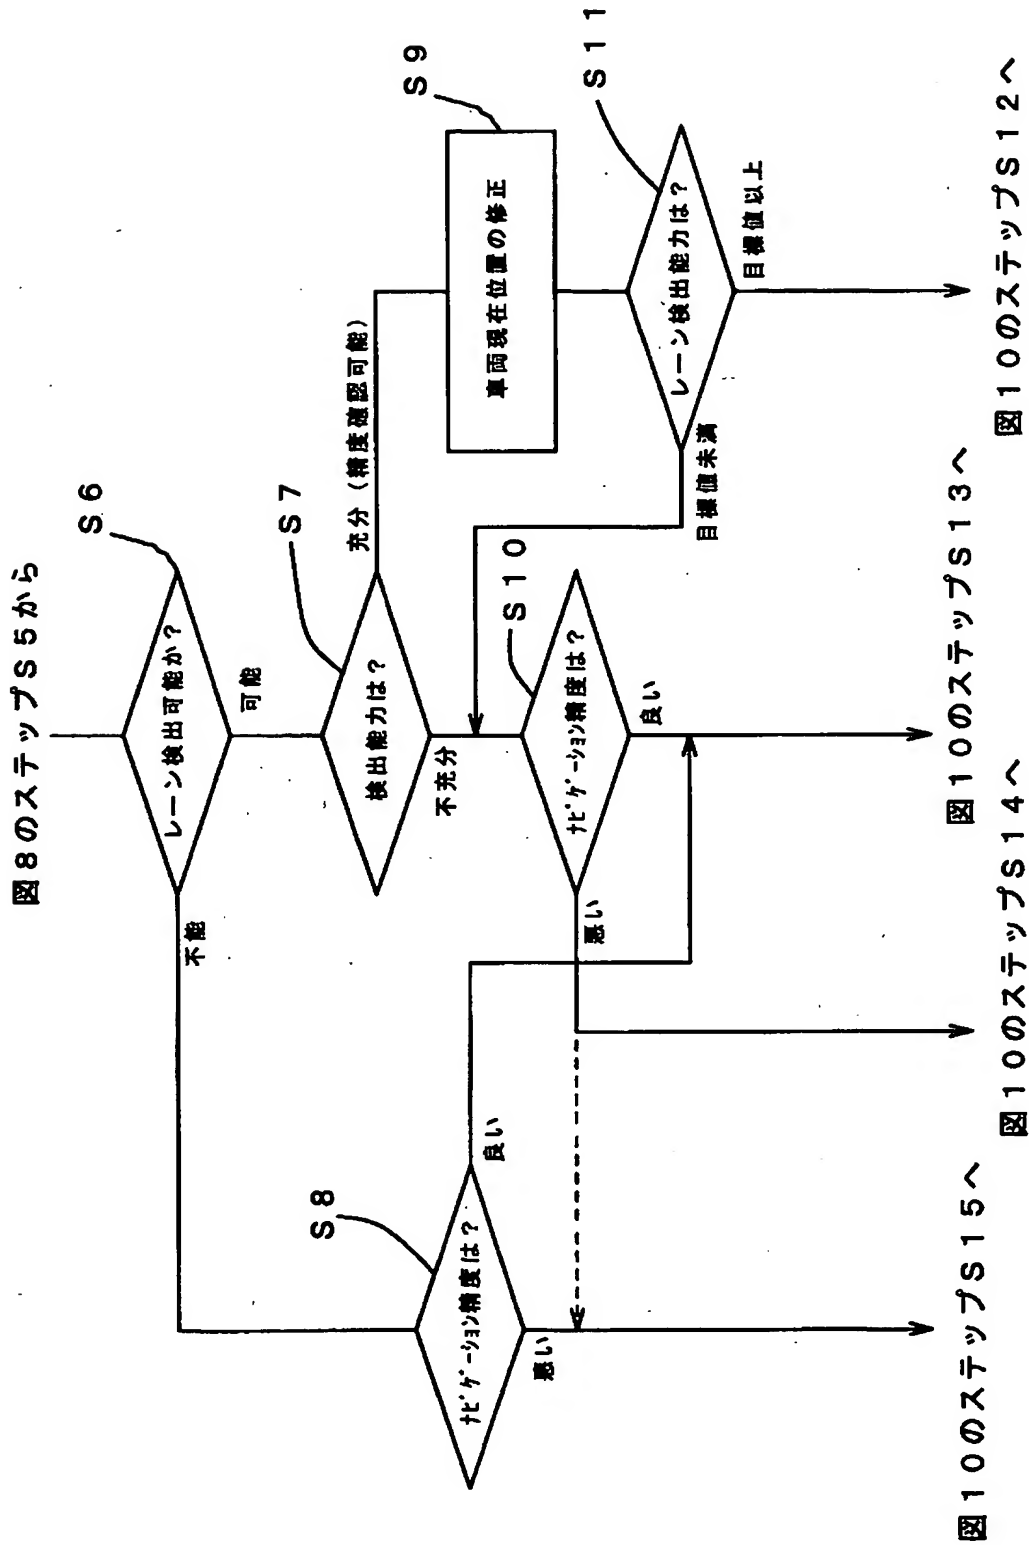 図8のステップS5から
レーン検出可能か?
S6
不能
可能
検出能力は?
S7
充分(精度確認可能)
不充分
ナビゲーション精度は?
S8
良い
悪い
車両現在位置の修正
S9
ナビゲーション精度は?
S10
良い
悪い
レーン検出能力は?
S11
目標値未満
目標値以上
図10のステップS15へ
図10のステップS14へ
図10のステップS13へ
図10のステップS12へ